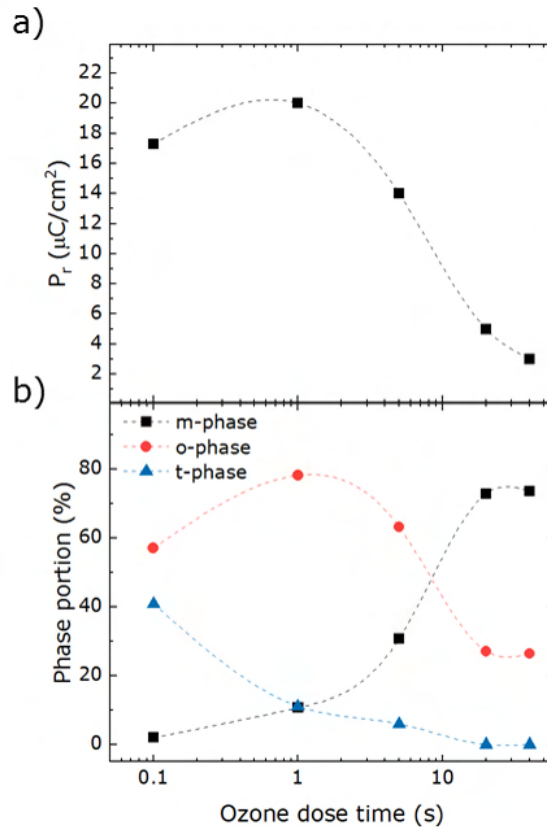 a)
22
20
18
16
14
12
10
8
6
4
2
Pr (μC/cm²)
b)
m-phase
o-phase
t-phase
80
60
40
20
0
Phase portion (%)
0.1 1 10
Ozone dose time (s)